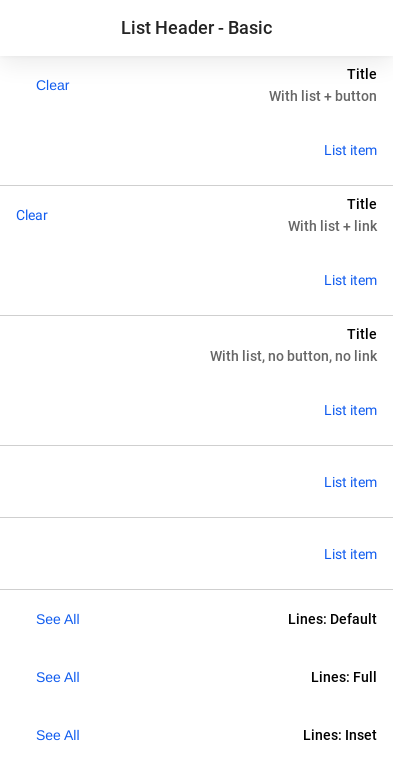 List Header - Basic
Title
With list + button
Clear
List item
Title
With list + link
Clear
List item
Title
With list, no button, no link
List item
List item
List item
Lines: Default
See All
Lines: Full
See All
Lines: Inset
See All